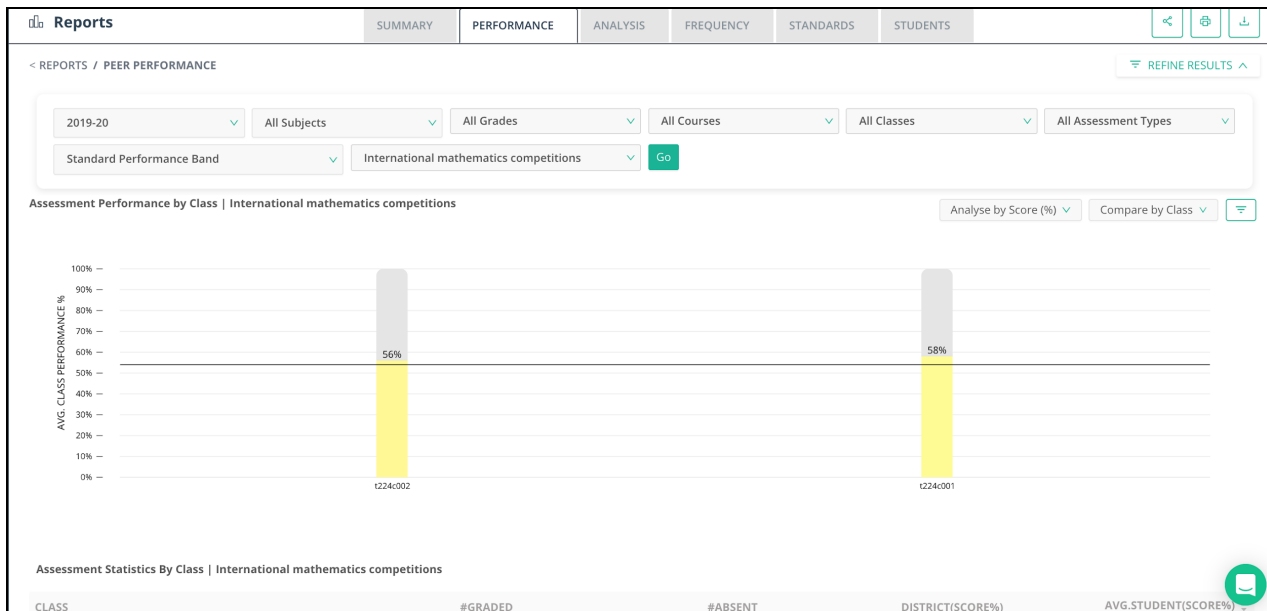 Reports
SUMMARY PERFORMANCE ANALYSIS FREQUENCY STANDARDS STUDENTS
< REPORTS / PEER PERFORMANCE
REFINE RESULTS
2019-20 All Subjects All Grades All Courses All Classes All Assessment Types
Standard Performance Band International mathematics competitions Go
Assessment Performance by Class | International mathematics competitions
Analyse by Score (%) Compare by Class
AVG. CLASS PERFORMANCE %
100%
90%
80%
70%
60%
50%
40%
30%
20%
10%
0%
56% 58%
t224c002 t224c001
Assessment Statistics By Class | International mathematics competitions
CLASS #GRADED #ABSENT DISTRICT(SCORE%) AVG.STUDENT(SCORE%)